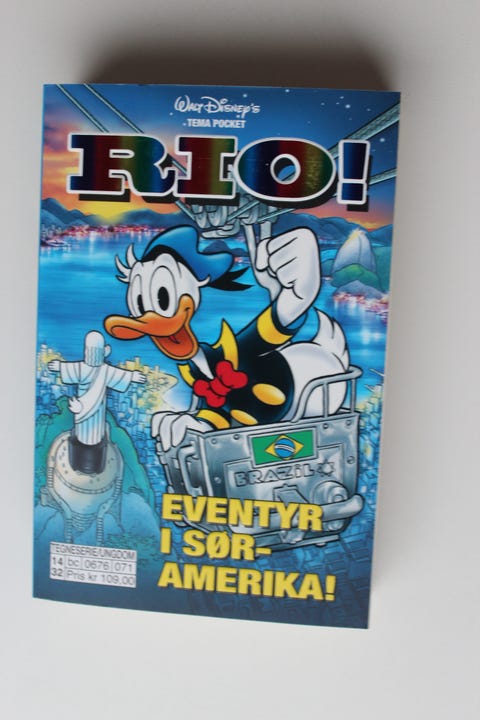 Walt Disney's
TEMA POCKET
RIO!
BRAZIL
EVENTYR
I SØR-
AMERIKA!
TEGNESERIE/UNGDOM
14 bc 0676 071
32 Pris kr 109,00